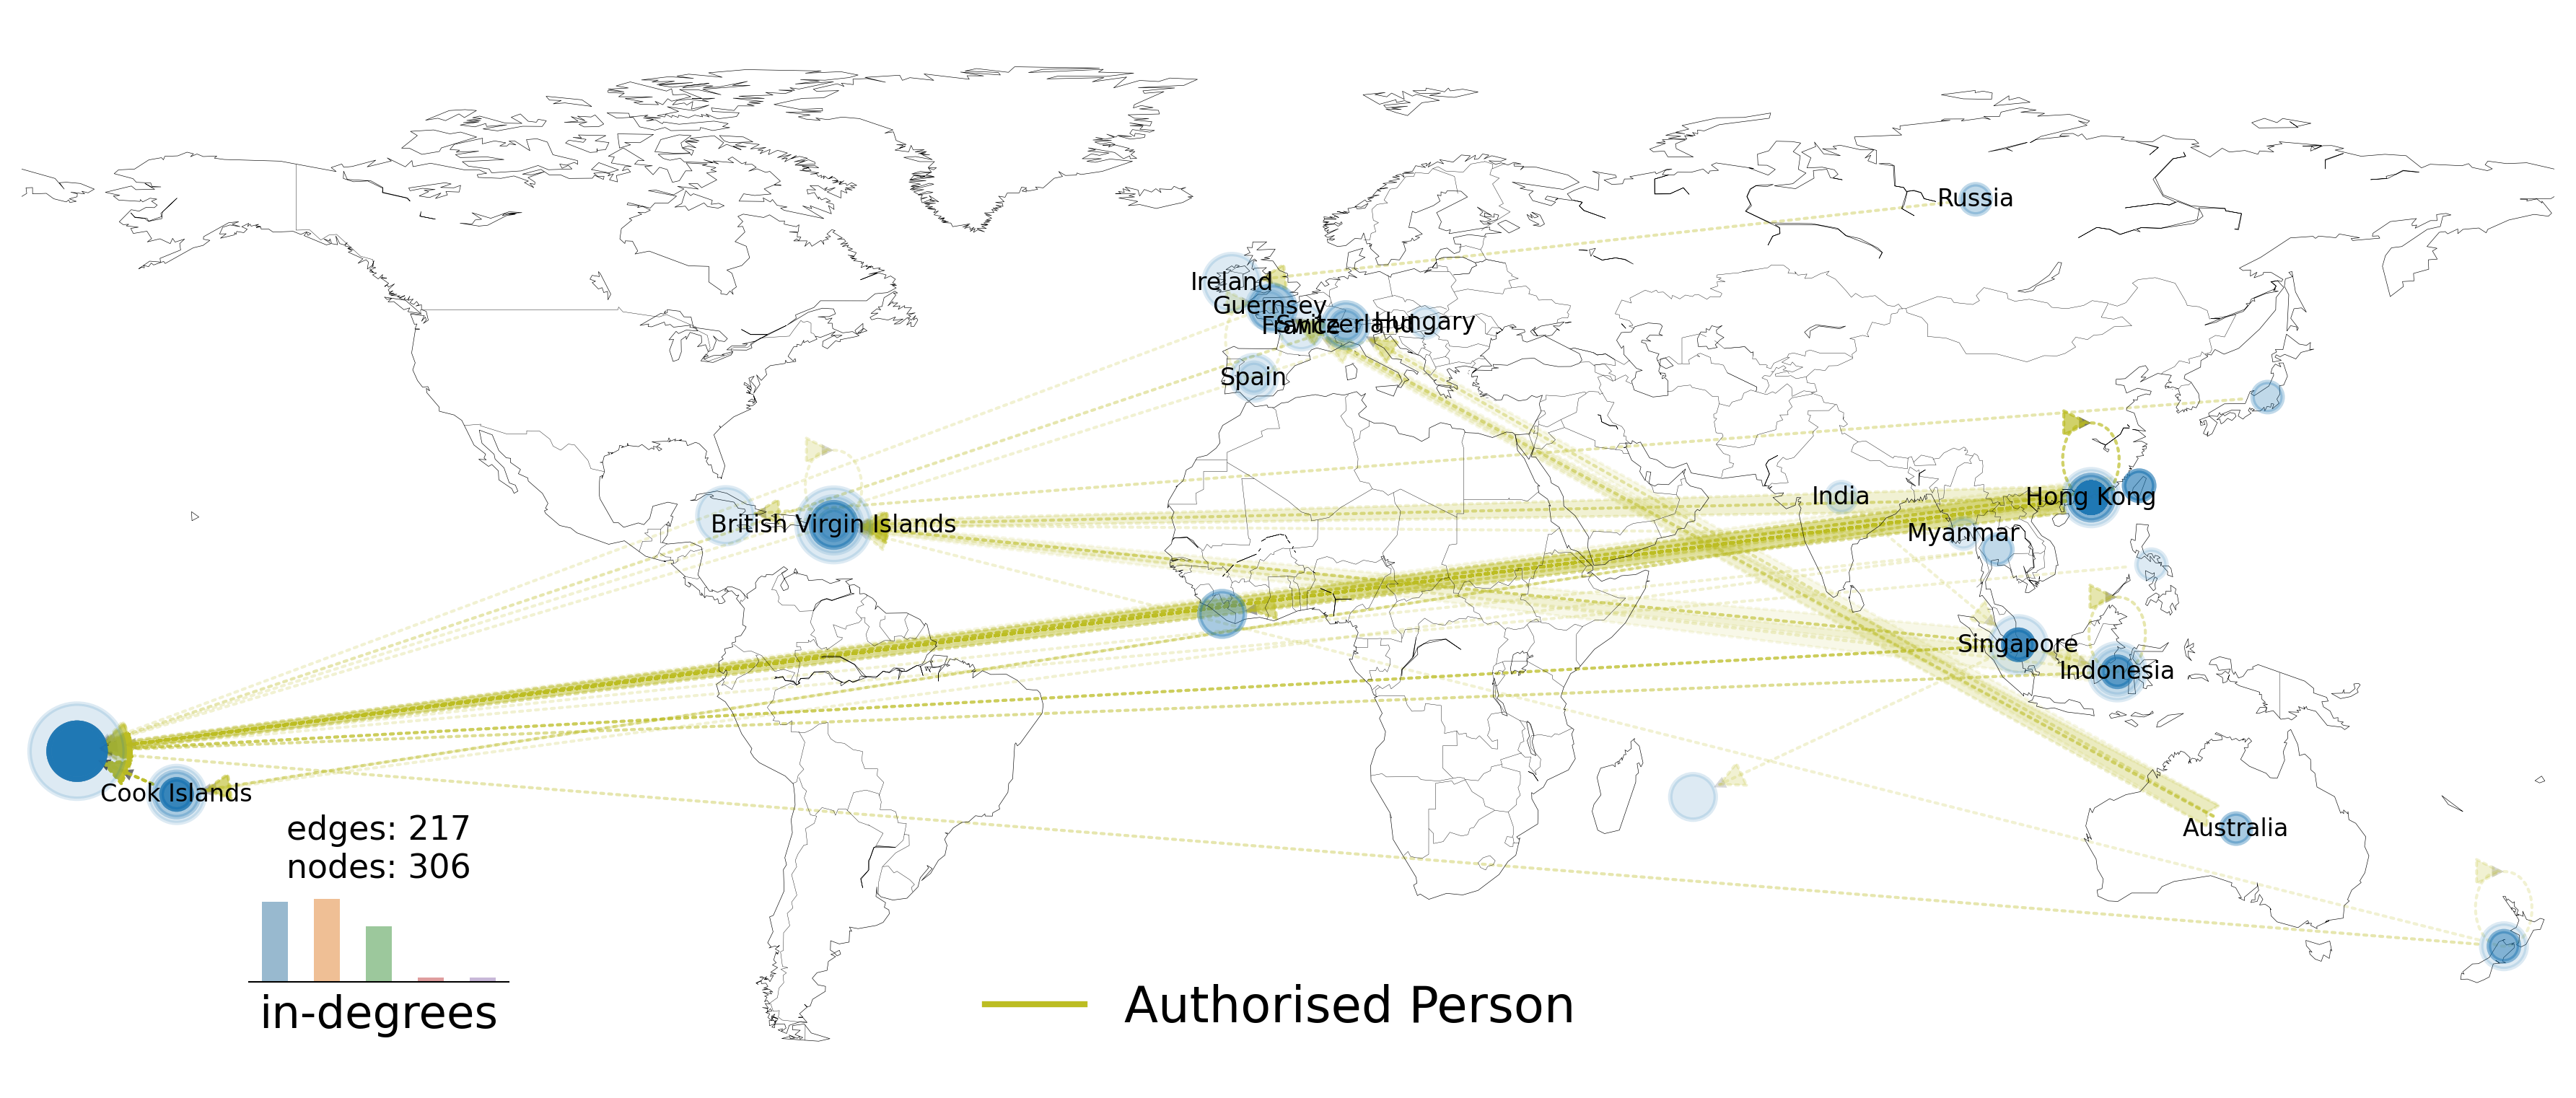 Russia
Ireland
Guernsey
France
Switzerland
Hungary
Spain
India
Hong Kong
British Virgin Islands
Myanmar
Singapore
Indonesia
Cook Islands
Australia
edges: 217
nodes: 306
in-degrees
Authorised Person